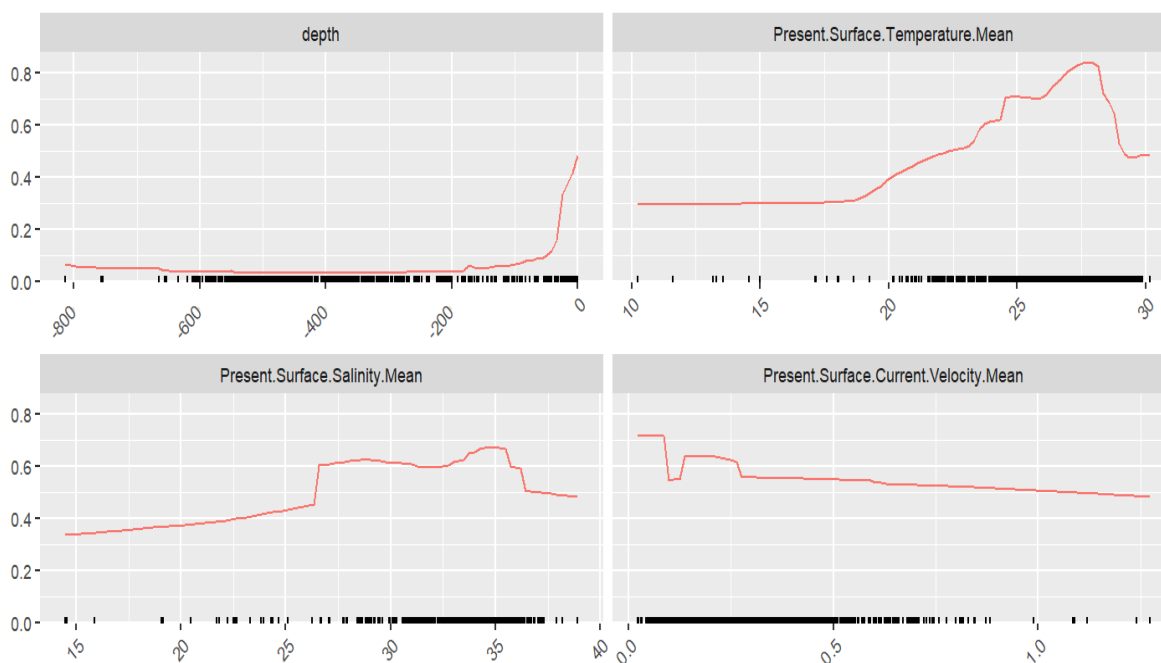 depth
Present.Surface.Temperature.Mean
0.8
0.6
0.4
0.2
0.0
-800 -600 -400 -200 0
10 15 20 25 30
Present.Surface.Salinity.Mean
Present.Surface.Current.Velocity.Mean
0.8
0.6
0.4
0.2
0.0
15 20 25 30 35 40
0.0 0.5 1.0